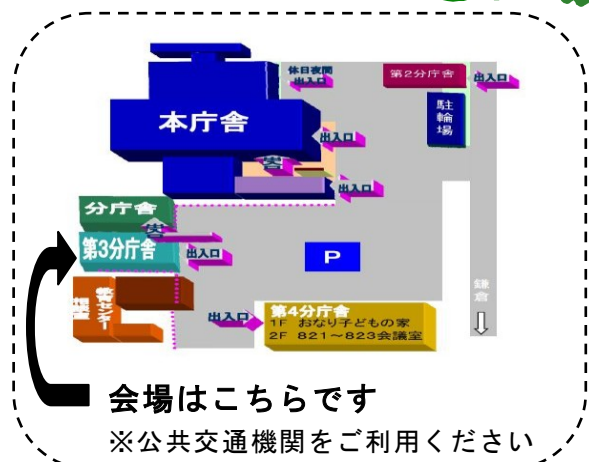 休日夜間
出入口
第2分庁舎
出入口
駐輪場
本庁舎
出入口
出入口
分庁舎
第3分庁舎
出入口
P
鎌倉
出入口
第4分庁舎
1F おなり子どもの家
2F 821〜823会議室
会場はこちらです
※公共交通機関をご利用ください